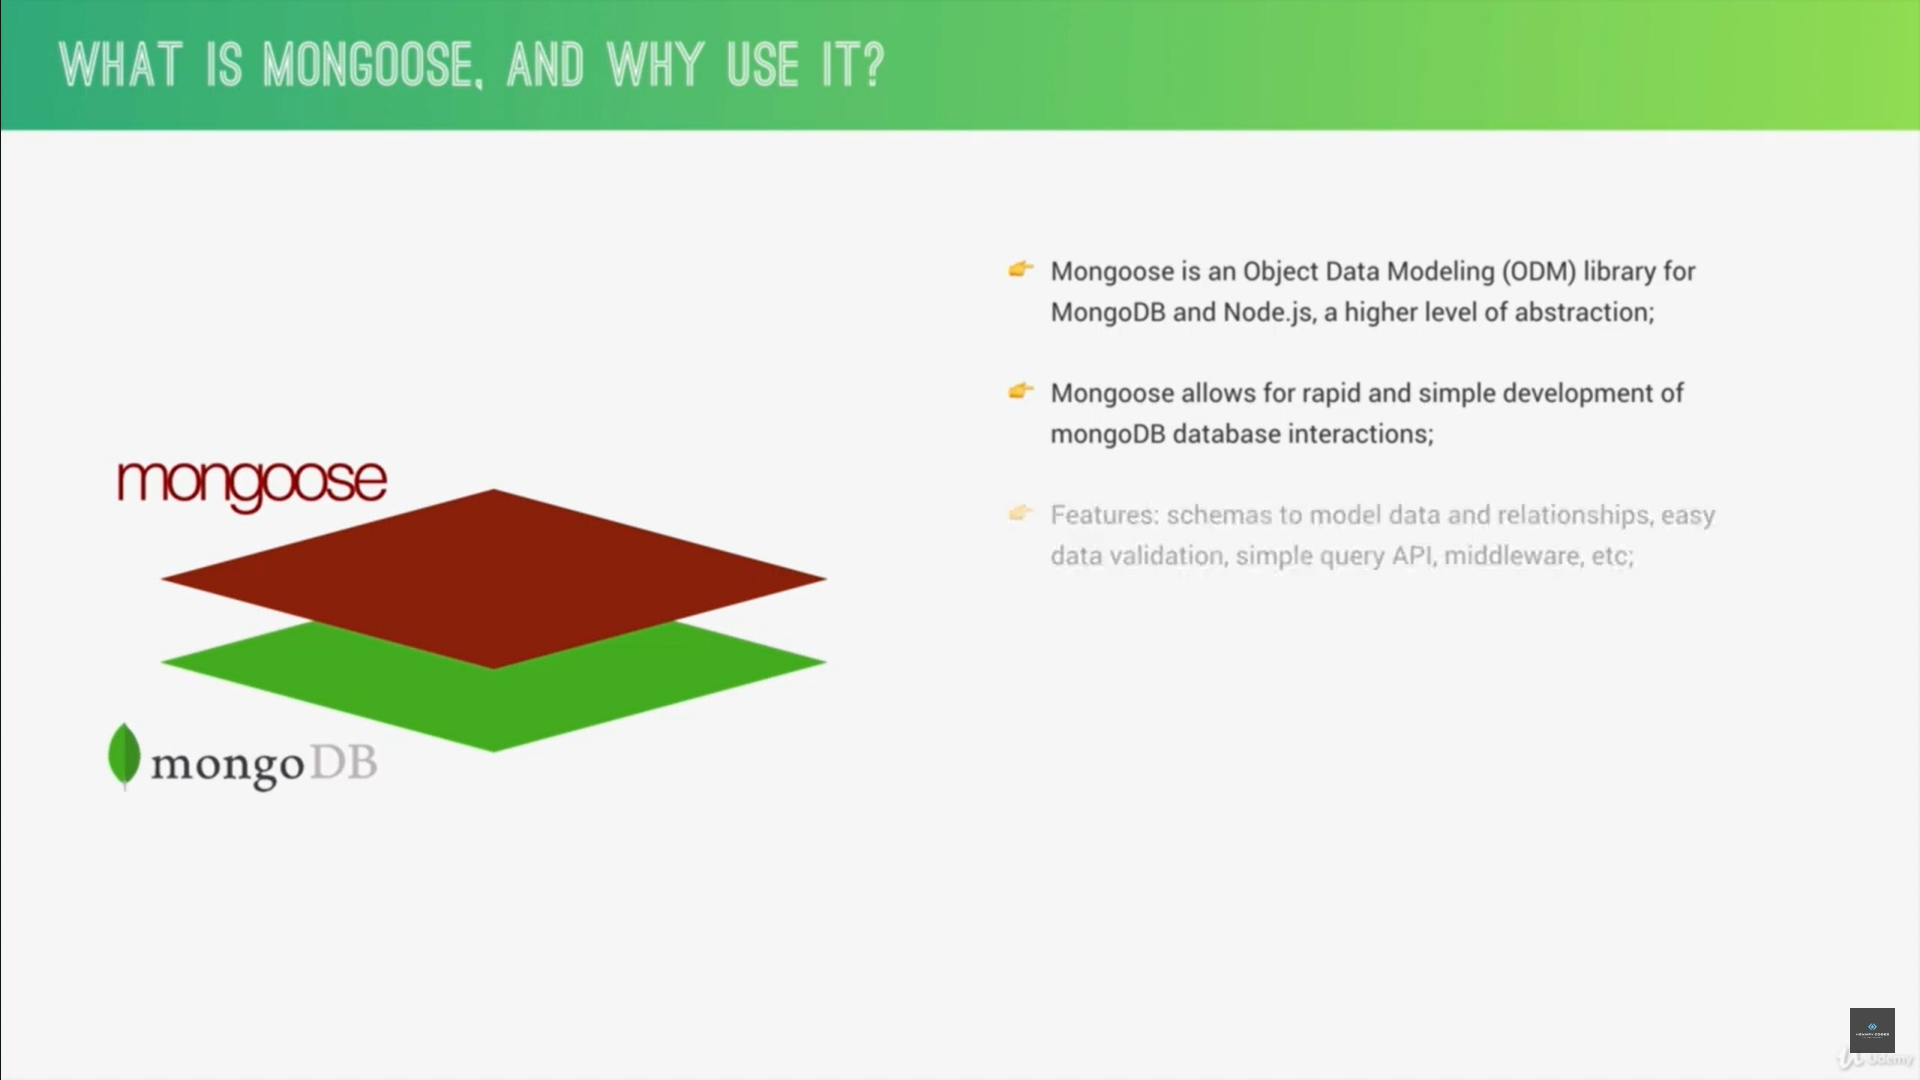 WHAT IS MONGOOSE, AND WHY USE IT?
Mongoose is an Object Data Modeling (ODM) library for
MongoDB and Node.js, a higher level of abstraction;
Mongoose allows for rapid and simple development of
mongoDB database interactions;
Features: schemas to model data and relationships, easy
data validation, simple query API, middleware, etc;
mongoose
mongoDB
Udemy